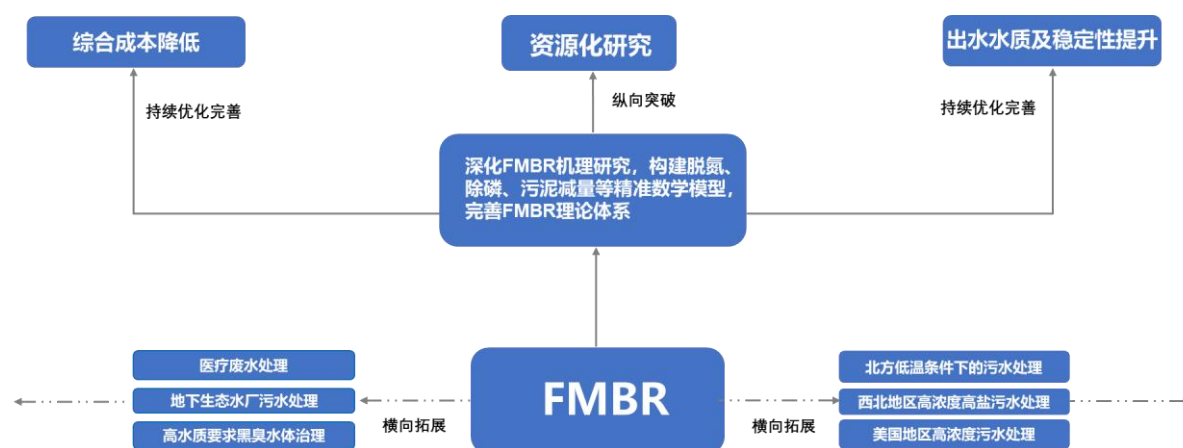 综合成本降低
资源化研究
出水水质及稳定性提升
持续优化完善
纵向突破
持续优化完善
深化FMBR机理研究，构建脱氮、
除磷、污泥减量等精准数学模型，
完善FMBR理论体系
医疗废水处理
地下生态水厂污水处理
高水质要求黑臭水体治理
横向拓展
FMBR
横向拓展
北方低温条件下的污水处理
西北地区高浓度高盐污水处理
美国地区高浓度污水处理